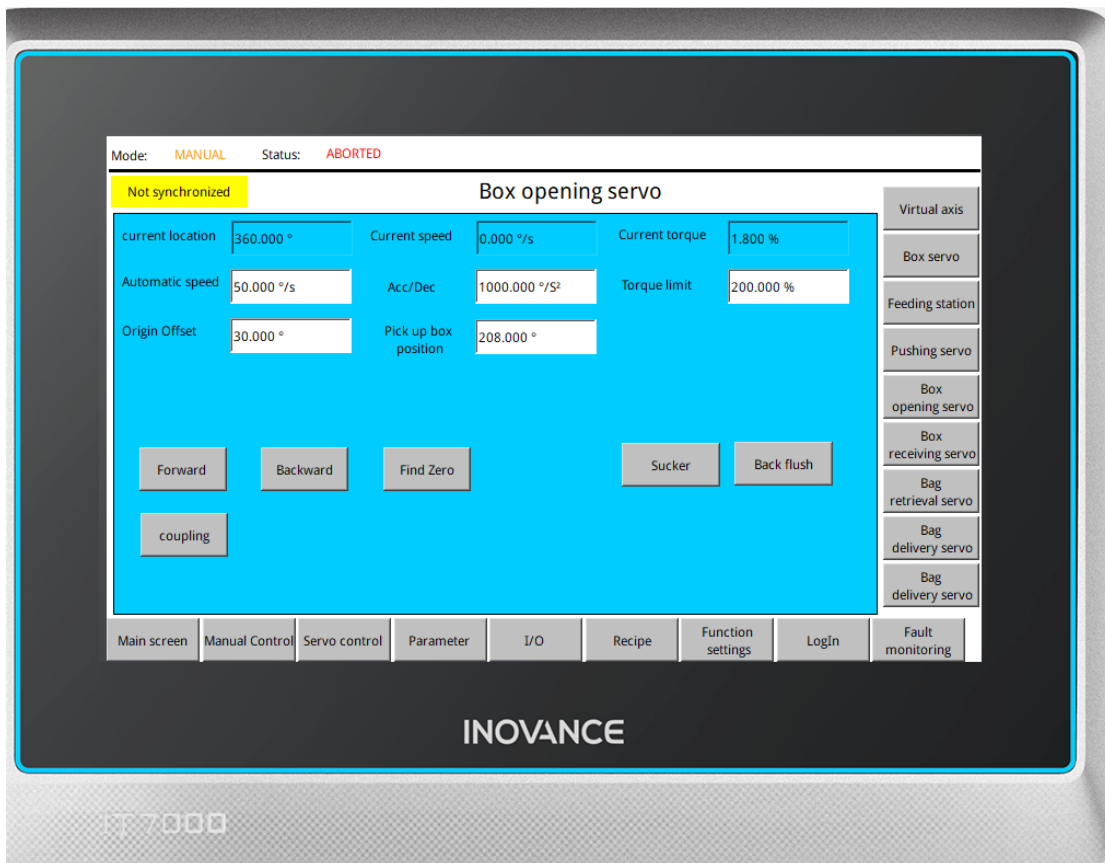 Mode: MANUAL Status: ABORTED
Not synchronized
Box opening servo
current location 360.000 ° Current speed 0.000 °/s Current torque 1.800 %
Automatic speed 50.000 °/s Acc/Dec 1000.000 °/S² Torque limit 200.000 %
Origin Offset 30.000 ° Pick up box
position 208.000 °
Forward Backward Find Zero Sucker Back flush
coupling
Virtual axis
Box servo
Feeding station
Pushing servo
Box
opening servo
Box
receiving servo
Bag
retrieval servo
Bag
delivery servo
Bag
delivery servo
Main screen Manual Control Servo control Parameter I/O Recipe Function
settings LogIn Fault
monitoring
INOVANCE
IT7000